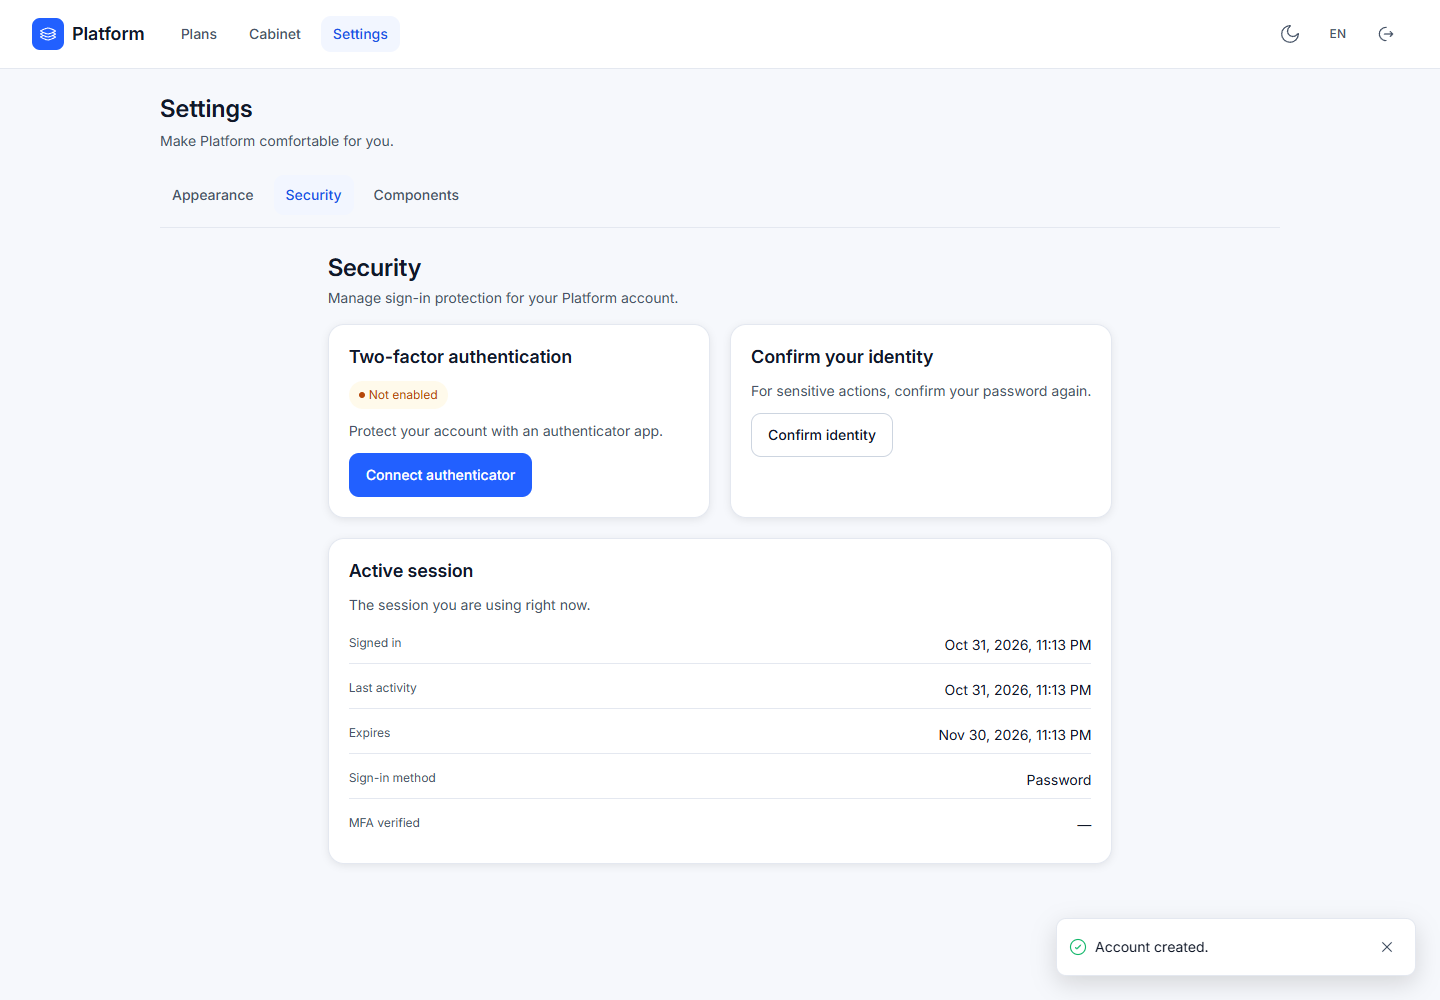 Platform
Plans
Cabinet
Settings
EN
Settings
Make Platform comfortable for you.
Appearance
Security
Components
Security
Manage sign-in protection for your Platform account.
Two-factor authentication
Not enabled
Protect your account with an authenticator app.
Connect authenticator
Confirm your identity
For sensitive actions, confirm your password again.
Confirm identity
Active session
The session you are using right now.
Signed in
Oct 31, 2026, 11:13 PM
Last activity
Oct 31, 2026, 11:13 PM
Expires
Nov 30, 2026, 11:13 PM
Sign-in method
Password
MFA verified
—
Account created.